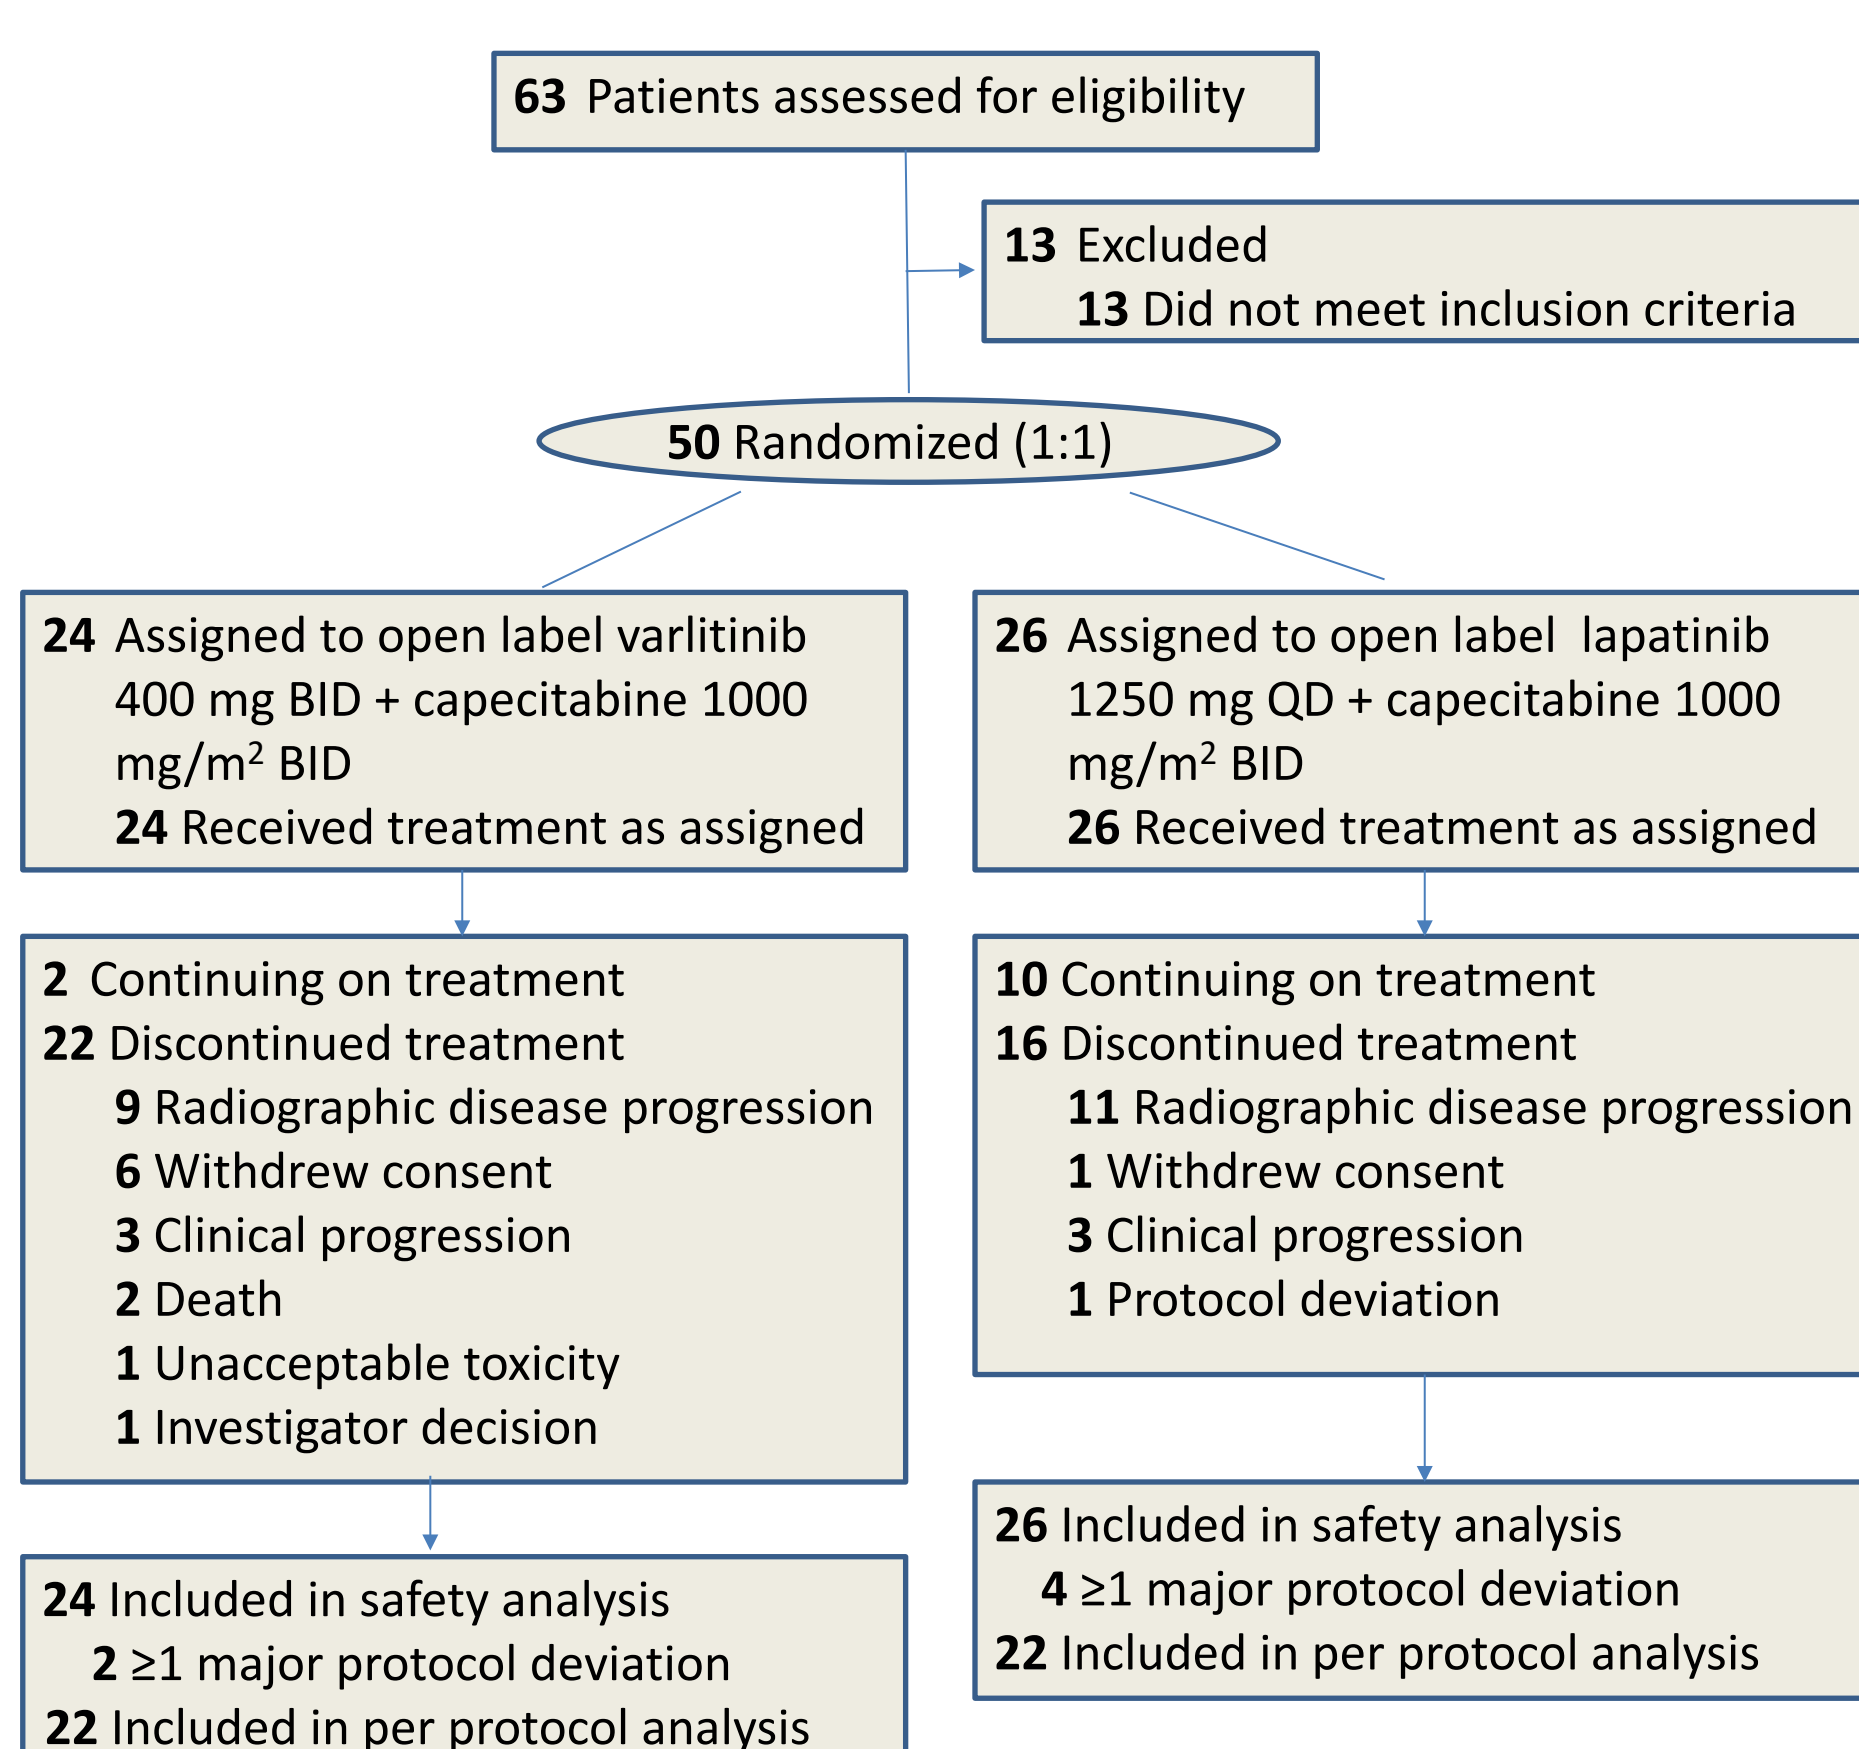 63 Patients assessed for eligibility
13 Excluded
13 Did not meet inclusion criteria
50 Randomized (1:1)
24 Assigned to open label varlitinib
400 mg BID + capecitabine 1000
mg/m² BID
24 Received treatment as assigned
26 Assigned to open label lapatinib
1250 mg QD + capecitabine 1000
mg/m² BID
26 Received treatment as assigned
2 Continuing on treatment
22 Discontinued treatment
9 Radiographic disease progression
6 Withdrew consent
3 Clinical progression
2 Death
1 Unacceptable toxicity
1 Investigator decision
10 Continuing on treatment
16 Discontinued treatment
11 Radiographic disease progression
1 Withdrew consent
3 Clinical progression
1 Protocol deviation
24 Included in safety analysis
2 ≥1 major protocol deviation
22 Included in per protocol analysis
26 Included in safety analysis
4 ≥1 major protocol deviation
22 Included in per protocol analysis